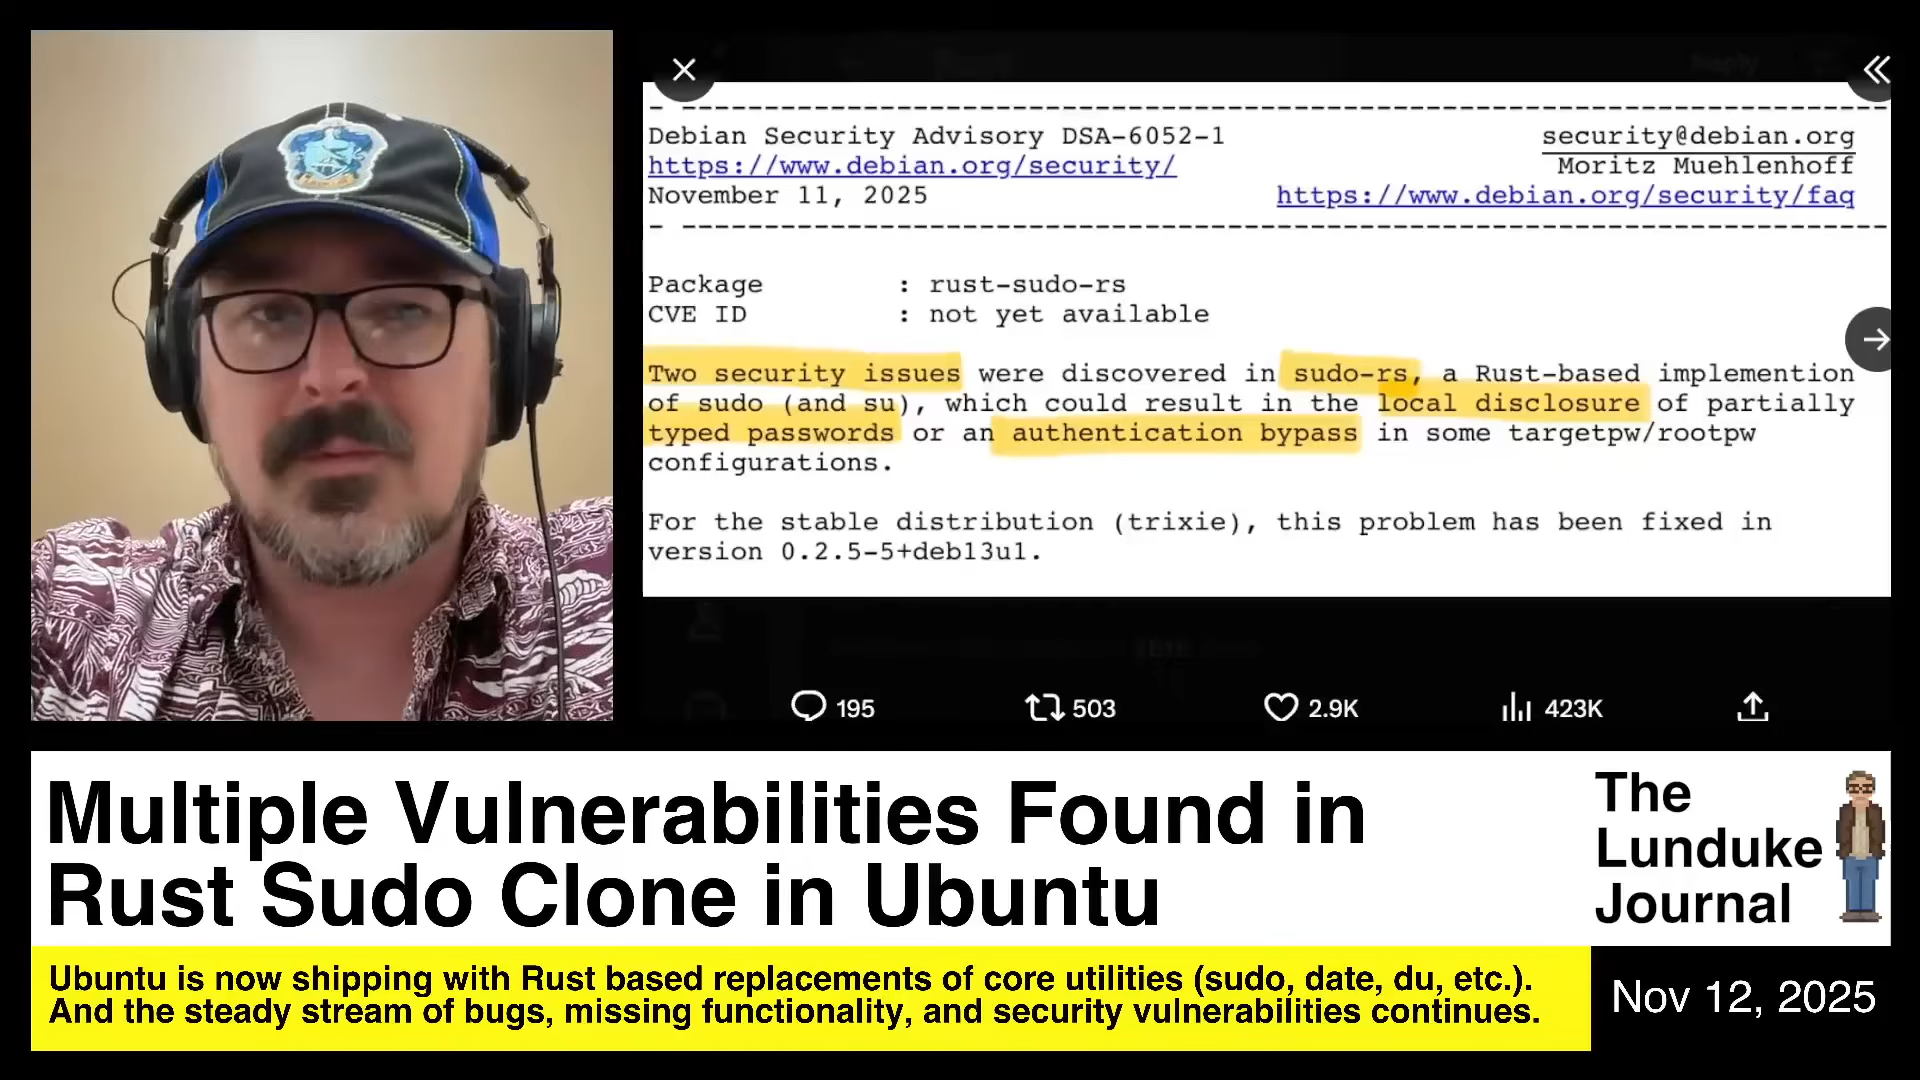 Debian Security Advisory DSA-6052-1 security@debian.org
https://www.debian.org/security/ Moritz Muehlenhoff
November 11, 2025 https://www.debian.org/security/faq
Package : rust-sudo-rs
CVE ID : not yet available
Two security issues were discovered in sudo-rs, a Rust-based implemention
of sudo (and su), which could result in the local disclosure of partially
typed passwords or an authentication bypass in some targetpw/rootpw
configurations.
For the stable distribution (trixie), this problem has been fixed in
version 0.2.5-5+deb13u1.
195 503 2.9K 423K
Multiple Vulnerabilities Found in
Rust Sudo Clone in Ubuntu
The
Lunduke
Journal
Ubuntu is now shipping with Rust based replacements of core utilities (sudo, date, du, etc.).
And the steady stream of bugs, missing functionality, and security vulnerabilities continues.
Nov 12, 2025